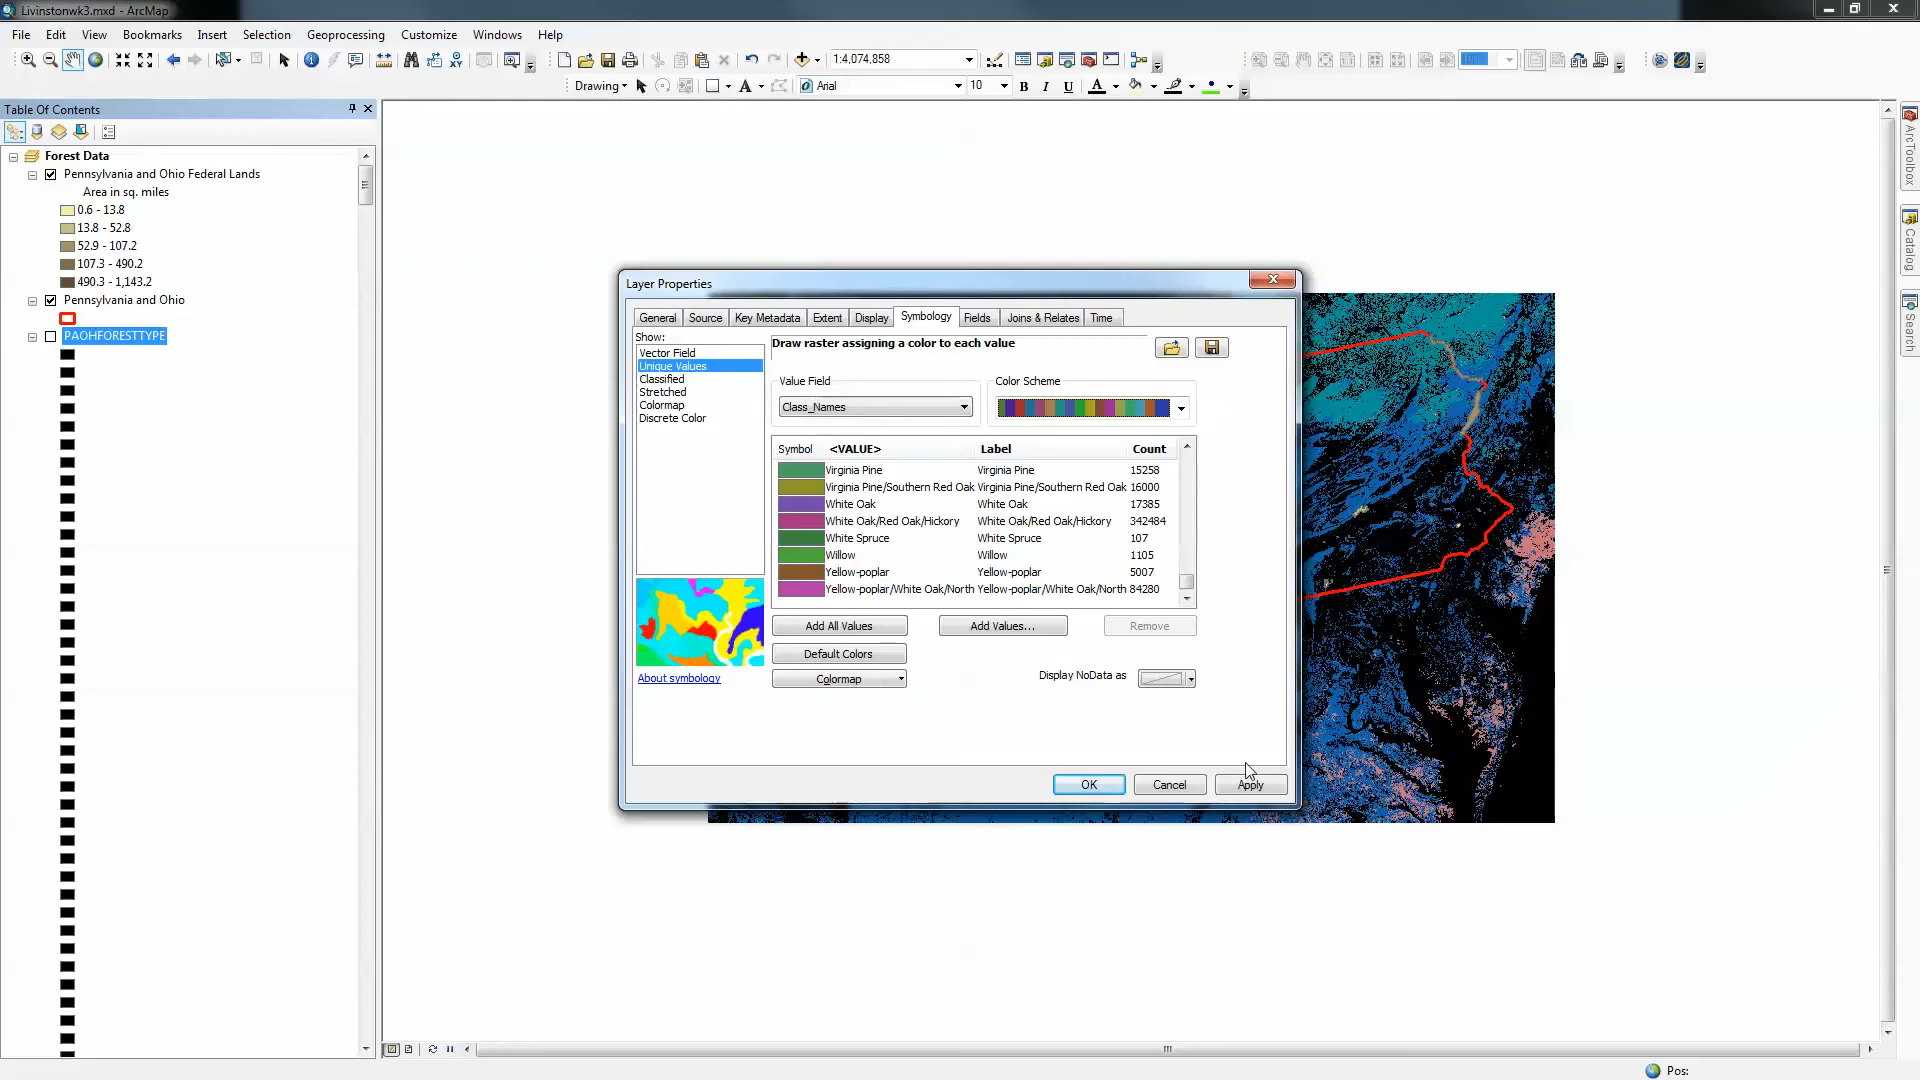 Livinstonwk3.mxd - ArcMap
File Edit View Bookmarks Insert Selection Geoprocessing Customize Windows Help
1:4,074,858
Drawing Arial 10 B I U A
Table Of Contents
Forest Data
Pennsylvania and Ohio Federal Lands
Area in sq. miles
0.6 - 13.8
13.8 - 52.8
52.9 - 107.2
107.3 - 490.2
490.3 - 1,143.2
Pennsylvania and Ohio
PAOHFORESTTYPE
Layer Properties
General Source Key Metadata Extent Display Symbology Fields Joins & Relates Time
Show:
Vector Field
Unique Values
Classified
Stretched
Colormap
Discrete Color
About symbology
Draw raster assigning a color to each value
Value Field
Class_Names
Color Scheme
Symbol <VALUE> Label Count
Virginia Pine Virginia Pine 15258
Virginia Pine/Southern Red Oak Virginia Pine/Southern Red Oak 16000
White Oak White Oak 17385
White Oak/Red Oak/Hickory White Oak/Red Oak/Hickory 342484
White Spruce White Spruce 107
Willow Willow 1105
Yellow-poplar Yellow-poplar 5007
Yellow-poplar/White Oak/North Yellow-poplar/White Oak/North 84280
Add All Values Add Values... Remove
Default Colors
Colormap
Display NoData as
OK Cancel Apply
ArcToolbox
Catalog
Search
Pos: